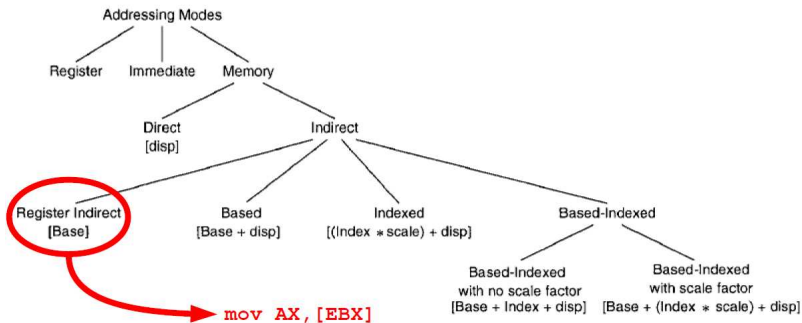 Addressing Modes
Register Immediate Memory
Direct
[disp]
Indirect
Register Indirect
[Base]
Based
[Base + disp]
Indexed
[(Index * scale) + disp]
Based-Indexed
Based-Indexed
with no scale factor
[Base + Index + disp]
Based-Indexed
with scale factor
[Base + (Index * scale) + disp]
mov AX,[EBX]